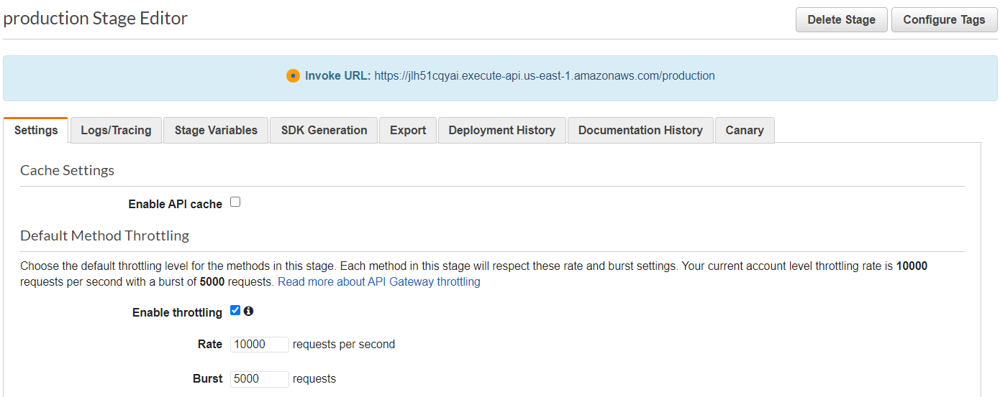 production Stage Editor
Delete Stage
Configure Tags
Invoke URL: https://jlh51cqyai.execute-api.us-east-1.amazonaws.com/production
Settings
Logs/Tracing
Stage Variables
SDK Generation
Export
Deployment History
Documentation History
Canary
Cache Settings
Enable API cache
Default Method Throttling
Choose the default throttling level for the methods in this stage. Each method in this stage will respect these rate and burst settings. Your current account level throttling rate is 10000
requests per second with a burst of 5000 requests. Read more about API Gateway throttling
Enable throttling
Rate 10000 requests per second
Burst 5000 requests